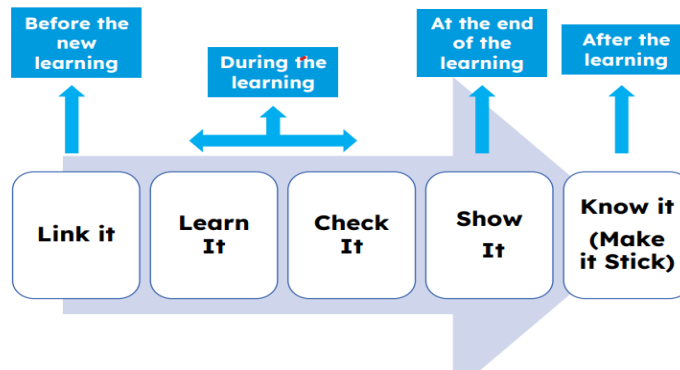 Before the
new
learning
During the
learning
At the end
of the
learning
After the
learning
Link it
Learn
It
Check
It
Show
It
Know it
(Make
it Stick)